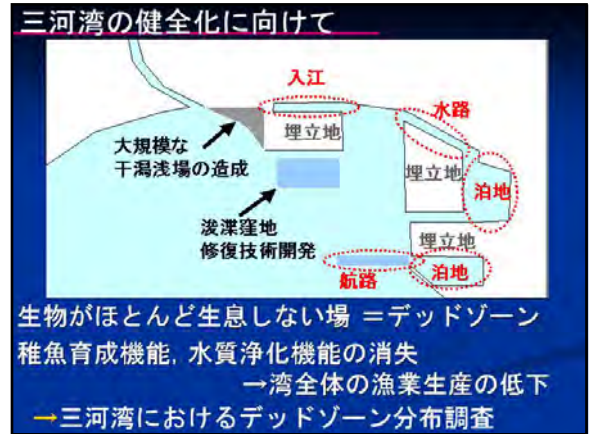 三河湾の健全化に向けて
入江
水路
大規模な
干潟浅場の造成
埋立地
埋立地
泊地
浚渫窪地
修復技術開発
埋立地
航路
泊地
生物がほとんど生息しない場 ＝デッドゾーン
稚魚育成機能，水質浄化機能の消失
→湾全体の漁業生産の低下
→三河湾におけるデッドゾーン分布調査